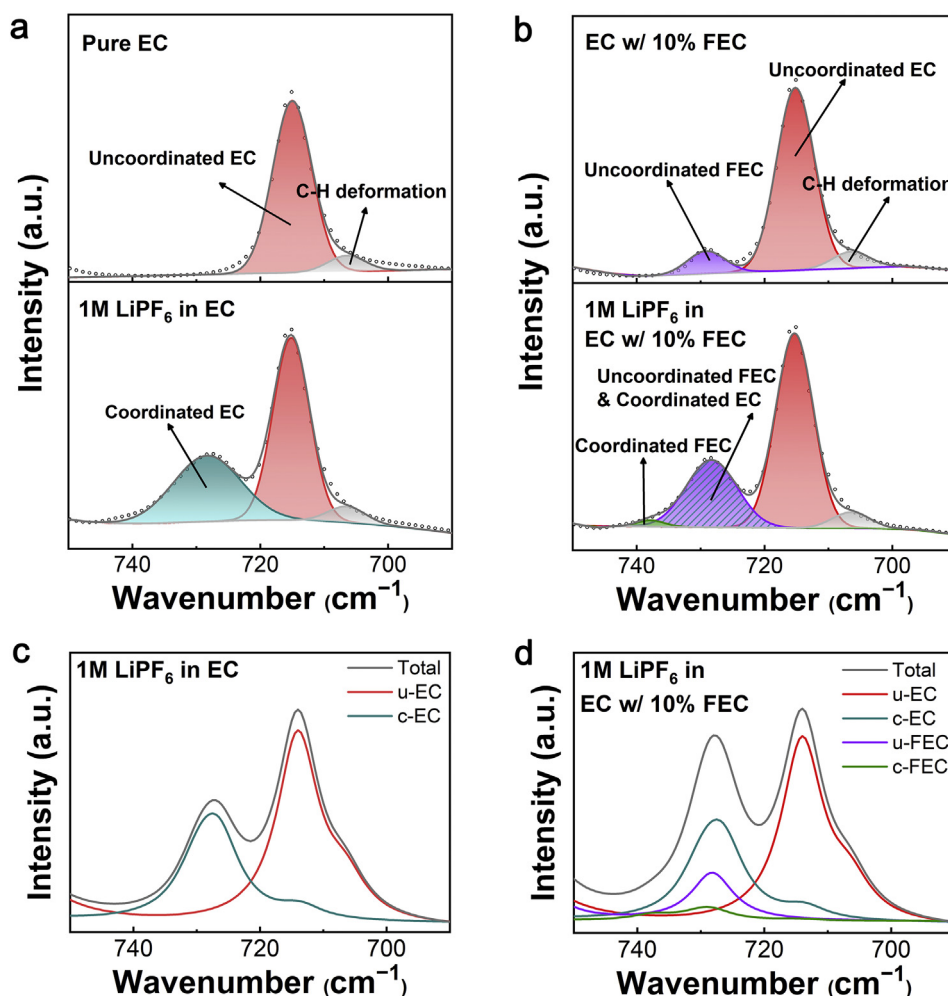 a
Pure EC
Uncoordinated EC
C-H deformation
1M LiPF₆ in EC
Coordinated EC
Intensity (a.u.)
740 720 700
Wavenumber (cm⁻¹)
b
EC w/ 10% FEC
Uncoordinated EC
Uncoordinated FEC
C-H deformation
1M LiPF₆ in
EC w/ 10% FEC
Uncoordinated FEC
& Coordinated EC
Coordinated FEC
Intensity (a.u.)
740 720 700
Wavenumber (cm⁻¹)
c
1M LiPF₆ in EC
Total
u-EC
c-EC
Intensity (a.u.)
740 720 700
Wavenumber (cm⁻¹)
d
1M LiPF₆ in
EC w/ 10% FEC
Total
u-EC
c-EC
u-FEC
c-FEC
Intensity (a.u.)
740 720 700
Wavenumber (cm⁻¹)